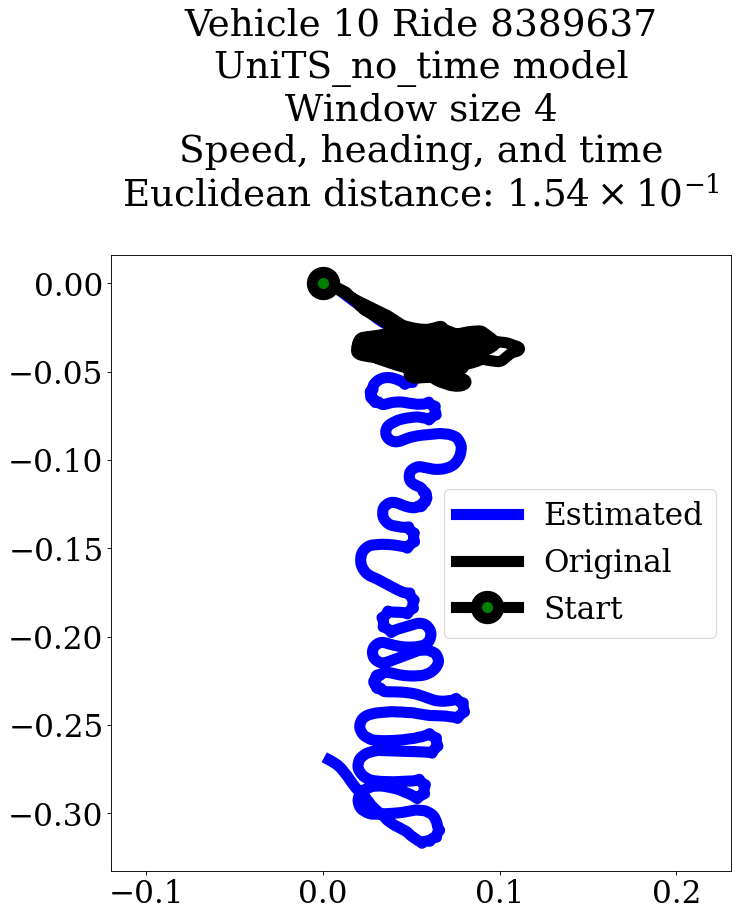 Vehicle 10 Ride 8389637
UniTS_no_time model
Window size 4
Speed, heading, and time
Euclidean distance: 1.54 × 10⁻¹
0.00
−0.05
−0.10
−0.15
−0.20
−0.25
−0.30
Estimated
Original
Start
−0.1 0.0 0.1 0.2